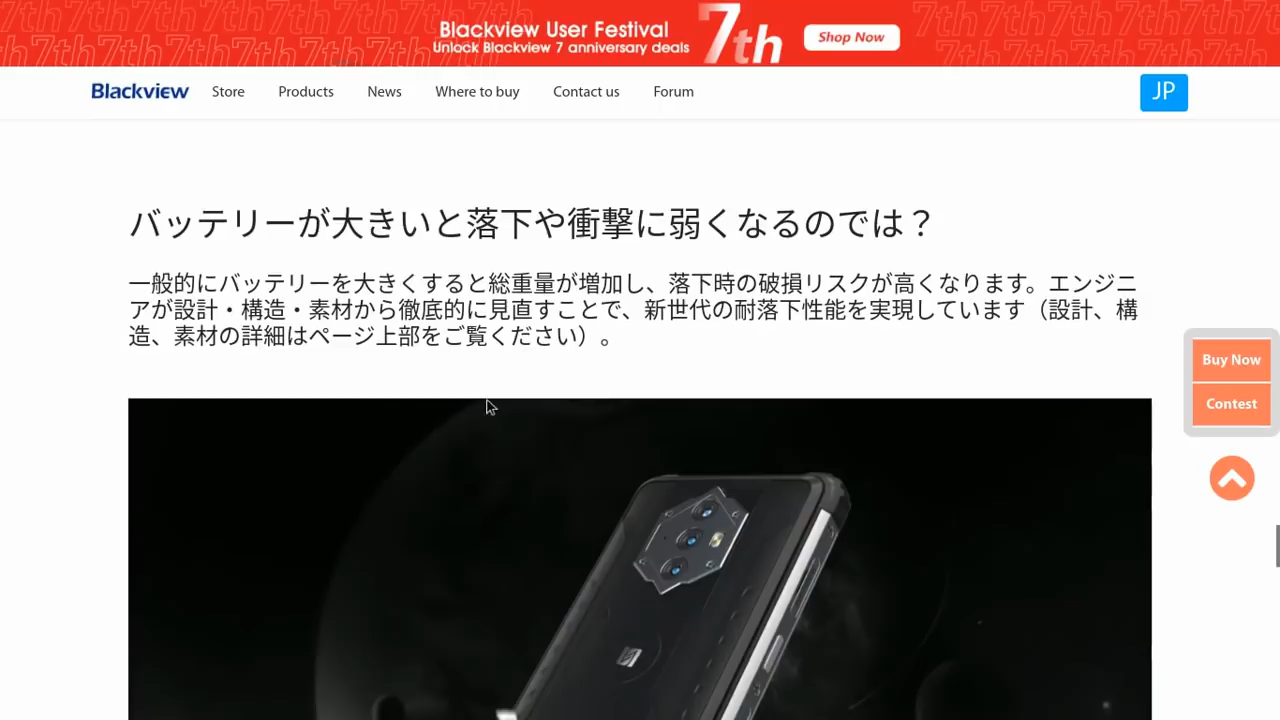 Blackview User Festival
Unlock Blackview 7 anniversary deals
7th
Shop Now
Blackview
Store
Products
News
Where to buy
Contact us
Forum
JP
バッテリーが大きいと落下や衝撃に弱くなるのでは？
一般的にバッテリーを大きくすると総重量が増加し、落下時の破損リスクが高くなります。エンジニ
アが設計・構造・素材から徹底的に見直すことで、新世代の耐落下性能を実現しています（設計、構
造、素材の詳細はページ上部をご覧ください）。
Buy Now
Contest